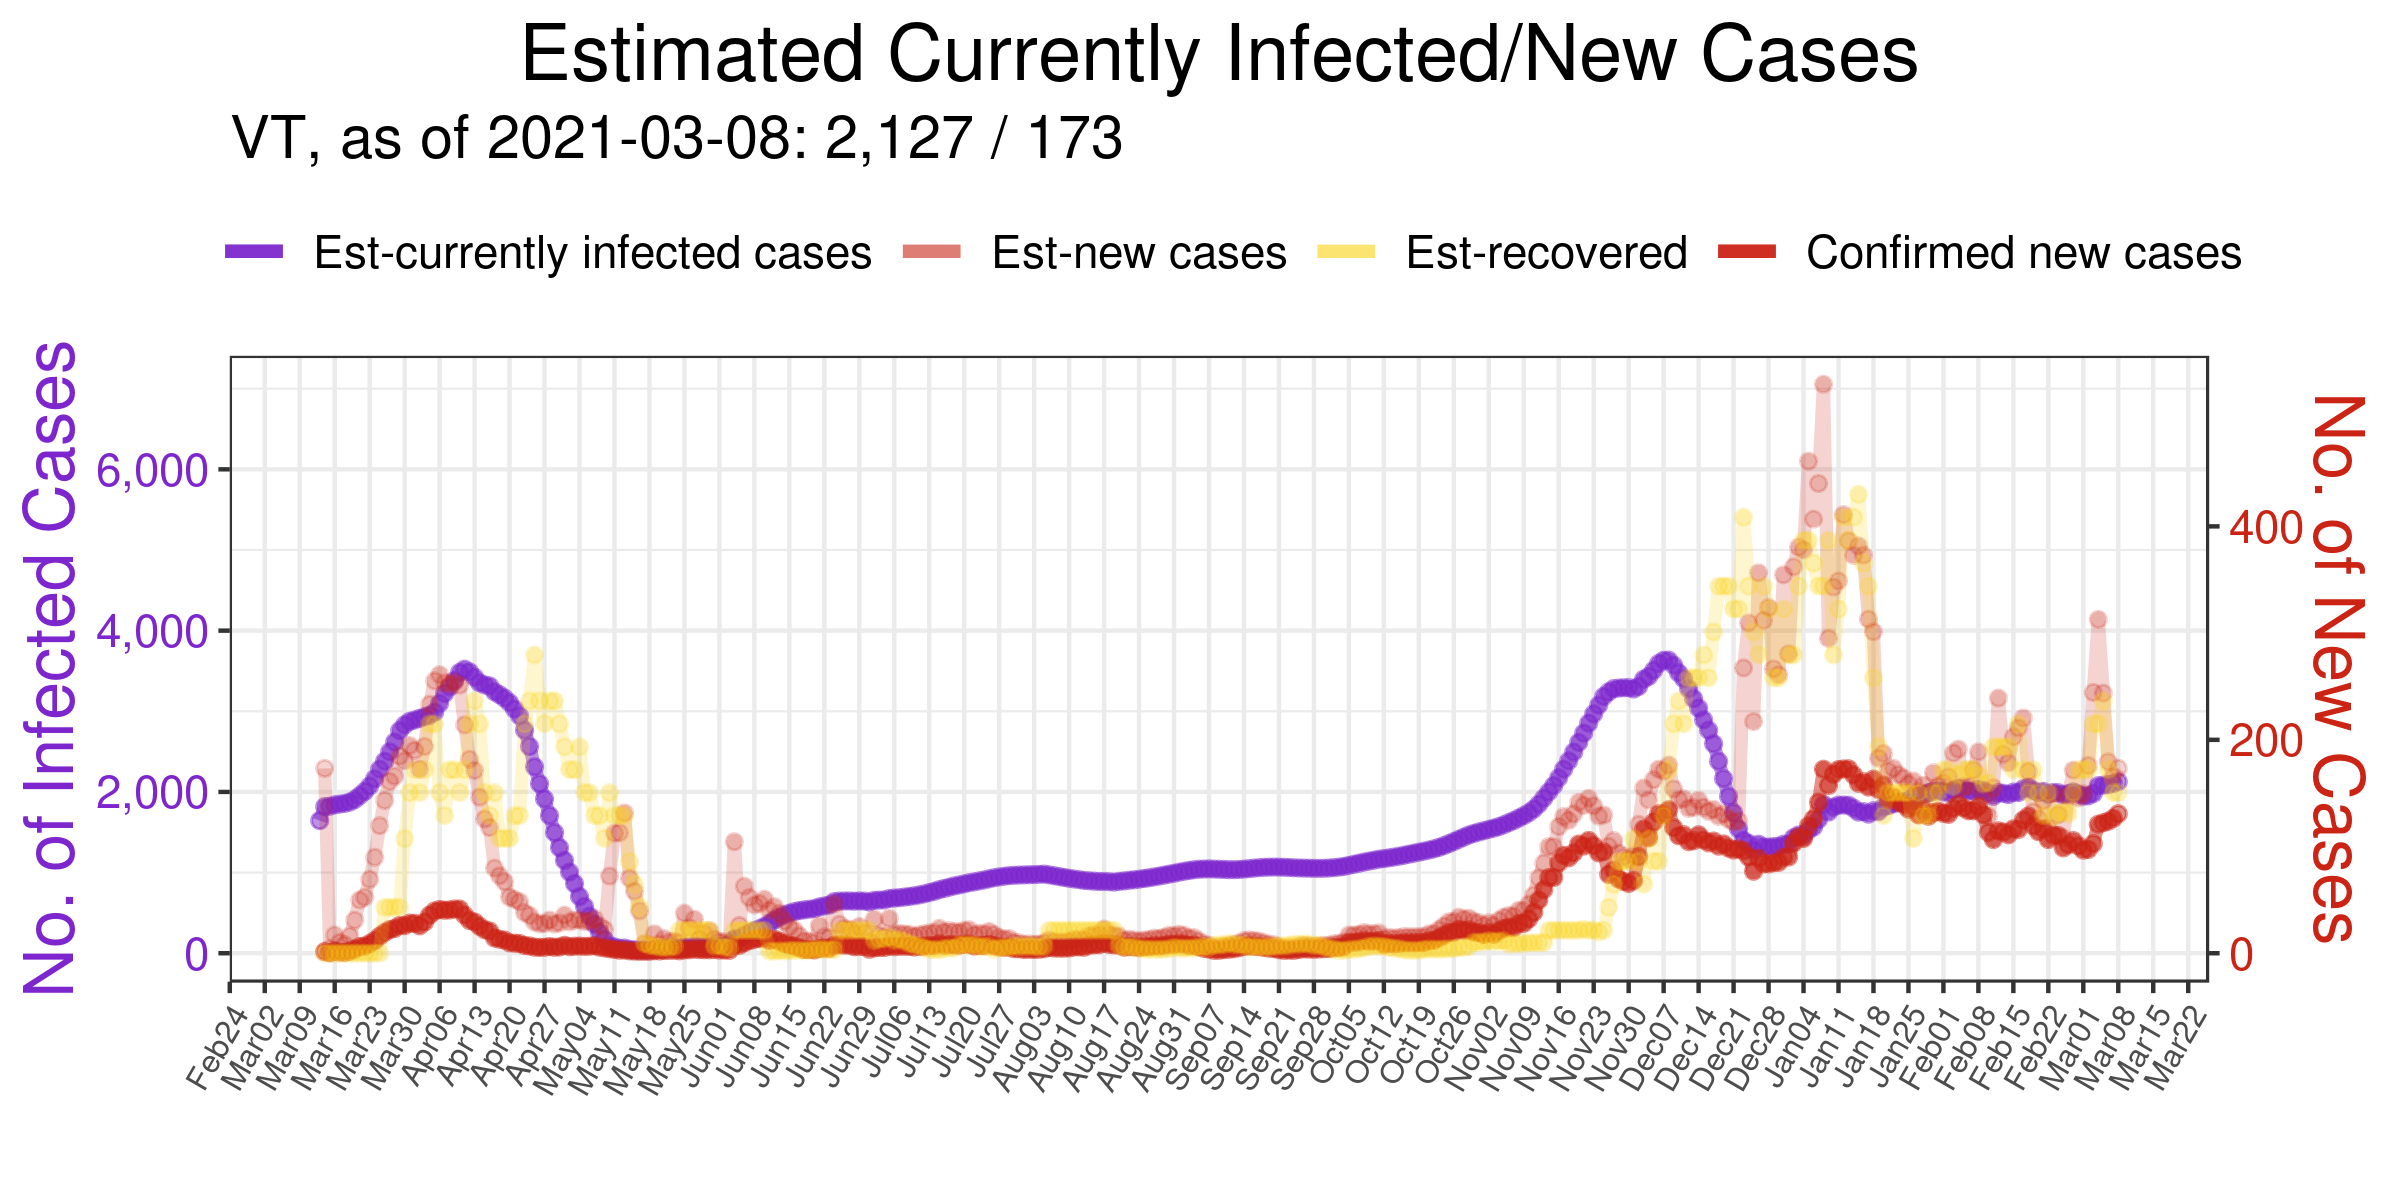 Estimated Currently Infected/New Cases
VT, as of 2021-03-08: 2,127 / 173
Est-currently infected cases Est-new cases Est-recovered Confirmed new cases
No. of Infected Cases
6,000
4,000
2,000
0
400
200
0
No. of New Cases
Feb24 Mar02 Mar09 Mar16 Mar23 Mar30 Apr06 Apr13 Apr20 Apr27 May04 May11 May18 May25 Jun01 Jun08 Jun15 Jun22 Jun29 Jul06 Jul13 Jul20 Jul27 Aug03 Aug10 Aug17 Aug24 Aug31 Sep07 Sep14 Sep21 Sep28 Oct05 Oct12 Oct19 Oct26 Nov02 Nov09 Nov16 Nov23 Nov30 Dec07 Dec14 Dec21 Dec28 Jan04 Jan11 Jan18 Jan25 Feb01 Feb08 Feb15 Feb22 Mar01 Mar08 Mar15 Mar22